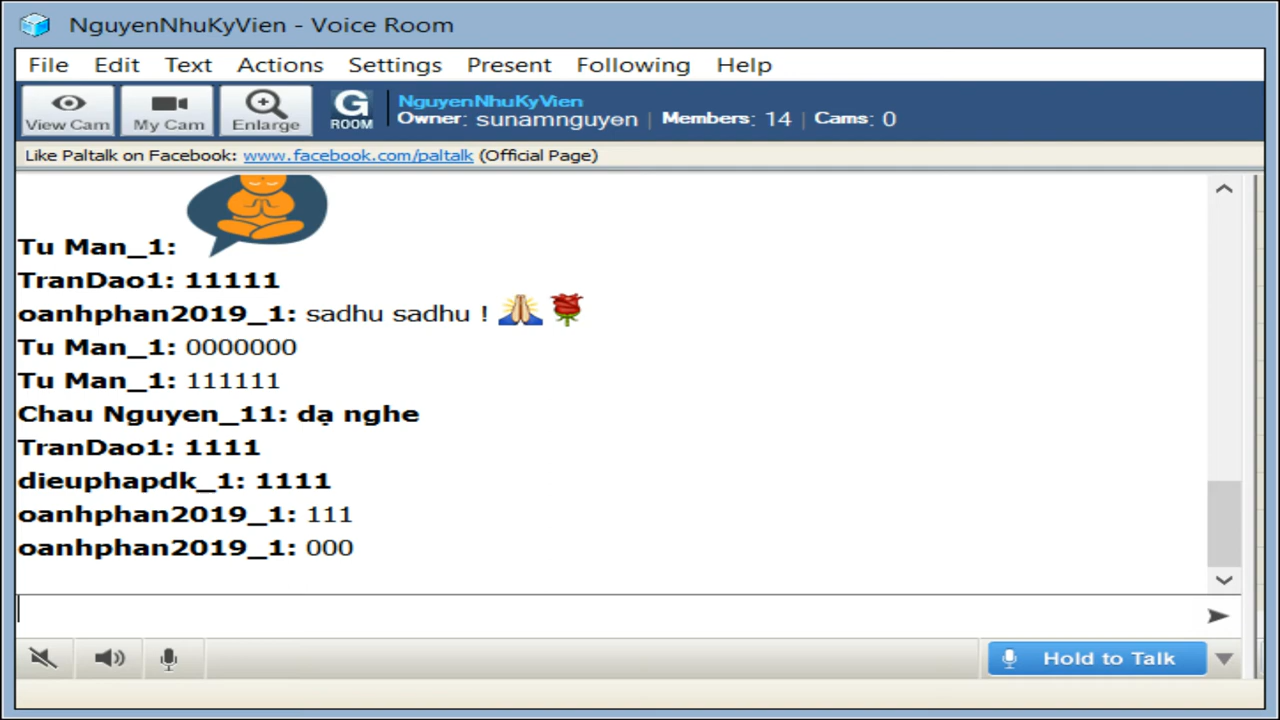 NguyenNhuKyVien - Voice Room
File Edit Text Actions Settings Present Following Help
View Cam My Cam Enlarge G ROOM
NguyenNhuKyVien
Owner: sunamnguyen | Members: 14 | Cams: 0
Like Paltalk on Facebook: www.facebook.com/paltalk (Official Page)
Tu Man_1:
TranDao1: 11111
oanhphan2019_1: sadhu sadhu ! 🙏🌹
Tu Man_1: 0000000
Tu Man_1: 111111
Chau Nguyen_11: dạ nghe
TranDao1: 1111
dieuphapdk_1: 1111
oanhphan2019_1: 111
oanhphan2019_1: 000
Hold to Talk